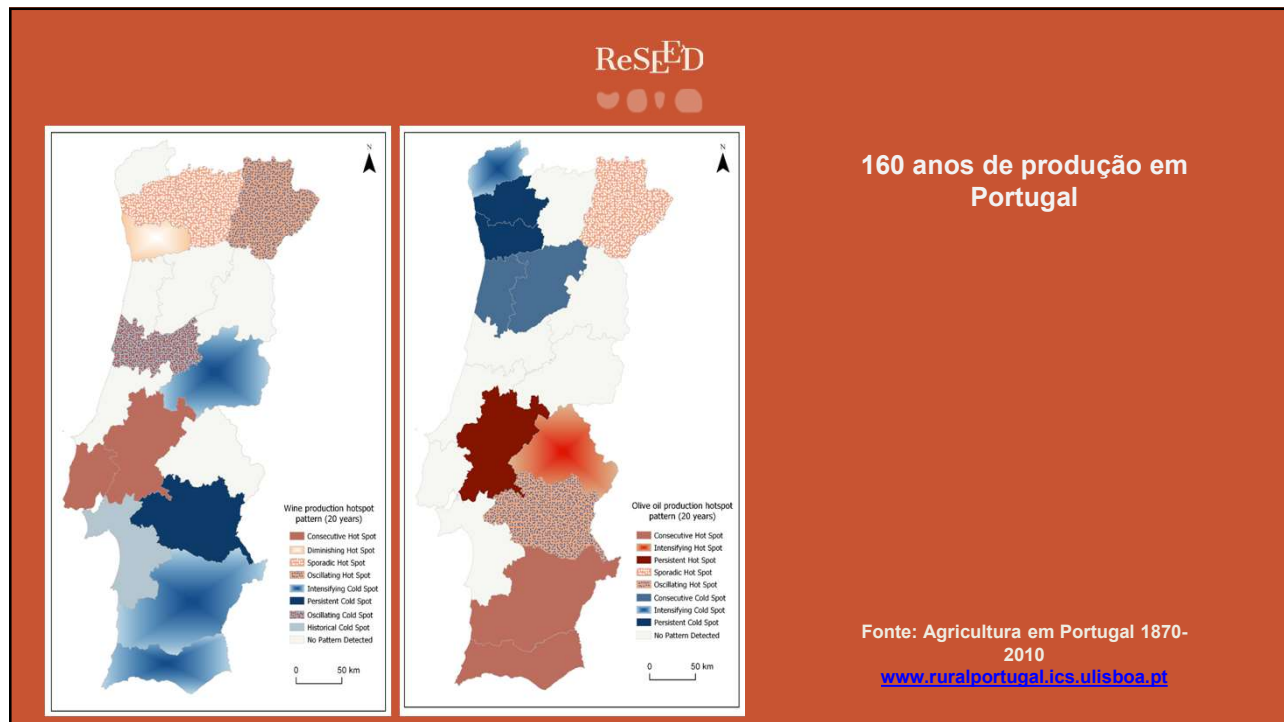 ReSEED
N
Wine production hotspot
pattern (20 years)
Consecutive Hot Spot
Diminishing Hot Spot
Sporadic Hot Spot
Oscillating Hot Spot
Intensifying Cold Spot
Persistent Cold Spot
Oscillating Cold Spot
Historical Cold Spot
No Pattern Detected
0 50 km
N
Olive oil production hotspot
pattern (20 years)
Consecutive Hot Spot
Intensifying Hot Spot
Persistent Hot Spot
Sporadic Hot Spot
Oscillating Hot Spot
Consecutive Cold Spot
Intensifying Cold Spot
Persistent Cold Spot
No Pattern Detected
0 50 km
160 anos de produção em
Portugal
Fonte: Agricultura em Portugal 1870-
2010
www.ruralportugal.ics.ulisboa.pt